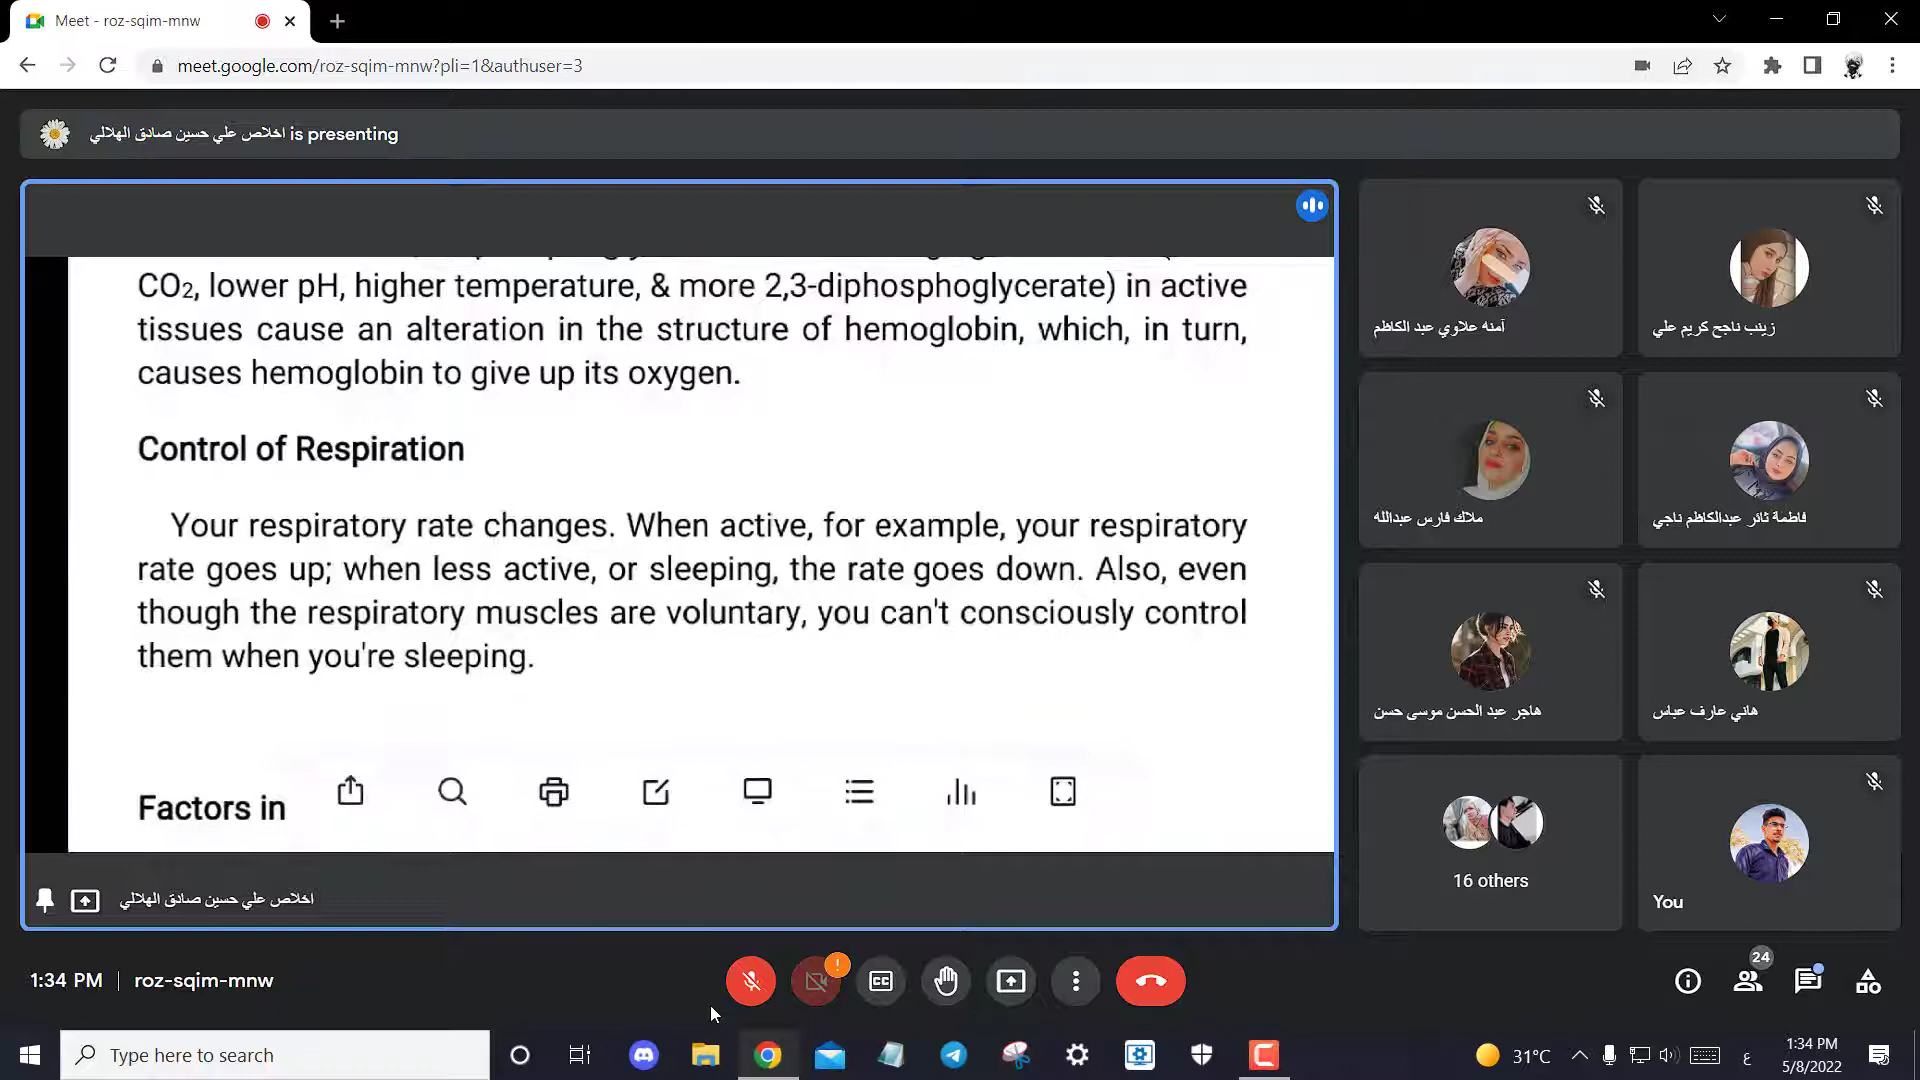 Meet - roz-sqim-mnw
meet.google.com/roz-sqim-mnw?pli=1&authuser=3
اخلاص علي حسين صادق الهلالي is presenting
CO₂, lower pH, higher temperature, & more 2,3-diphosphoglycerate) in active
tissues cause an alteration in the structure of hemoglobin, which, in turn,
causes hemoglobin to give up its oxygen.
Control of Respiration
Your respiratory rate changes. When active, for example, your respiratory
rate goes up; when less active, or sleeping, the rate goes down. Also, even
though the respiratory muscles are voluntary, you can't consciously control
them when you're sleeping.
Factors in
اخلاص علي حسين صادق الهلالي
آمنه علاوي عبد الكاظم
زينب ناجح كريم علي
ملاك فارس عبدالله
فاطمة ثائر عبدالكاظم ناجي
هاجر عبد الحسن موسى حسن
هاني عارف عباس
16 others
You
1:34 PM | roz-sqim-mnw
CC
24
Type here to search
31°C
ع
1:34 PM
5/8/2022